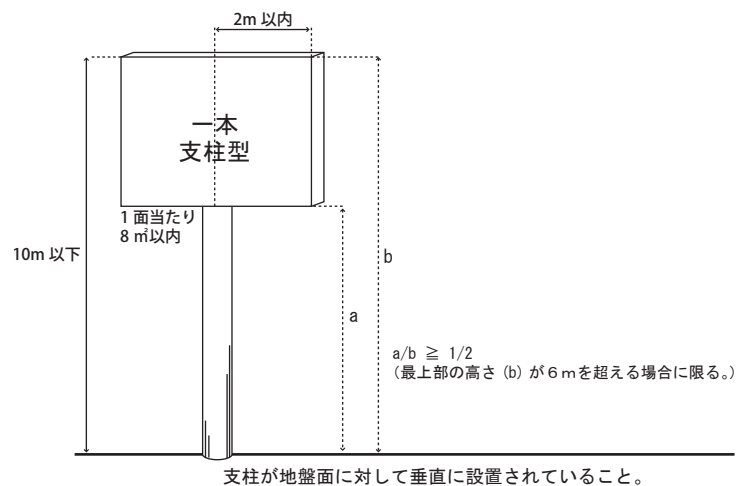 2m 以内
一本
支柱型
1 面当たり
8 ㎡以内
10m 以下
b
a
a/b ≧ 1/2
(最上部の高さ (b) が６ｍを超える場合に限る。)
支柱が地盤面に対して垂直に設置されていること。